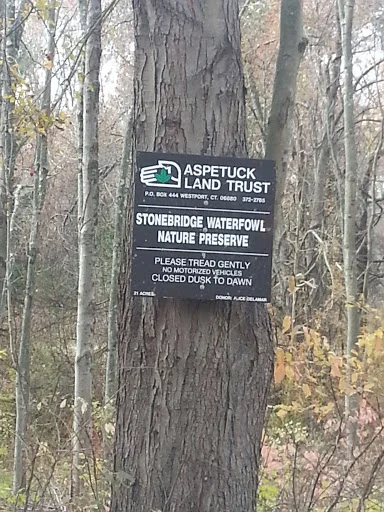 ASPETUCK
LAND TRUST
P.O. BOX 444 WESTPORT, CT. 06880 372-2785
STONEBRIDGE WATERFOWL
NATURE PRESERVE
PLEASE TREAD GENTLY
NO MOTORIZED VEHICLES
CLOSED DUSK TO DAWN
21 ACRES DONOR: ALICE DELAMAR